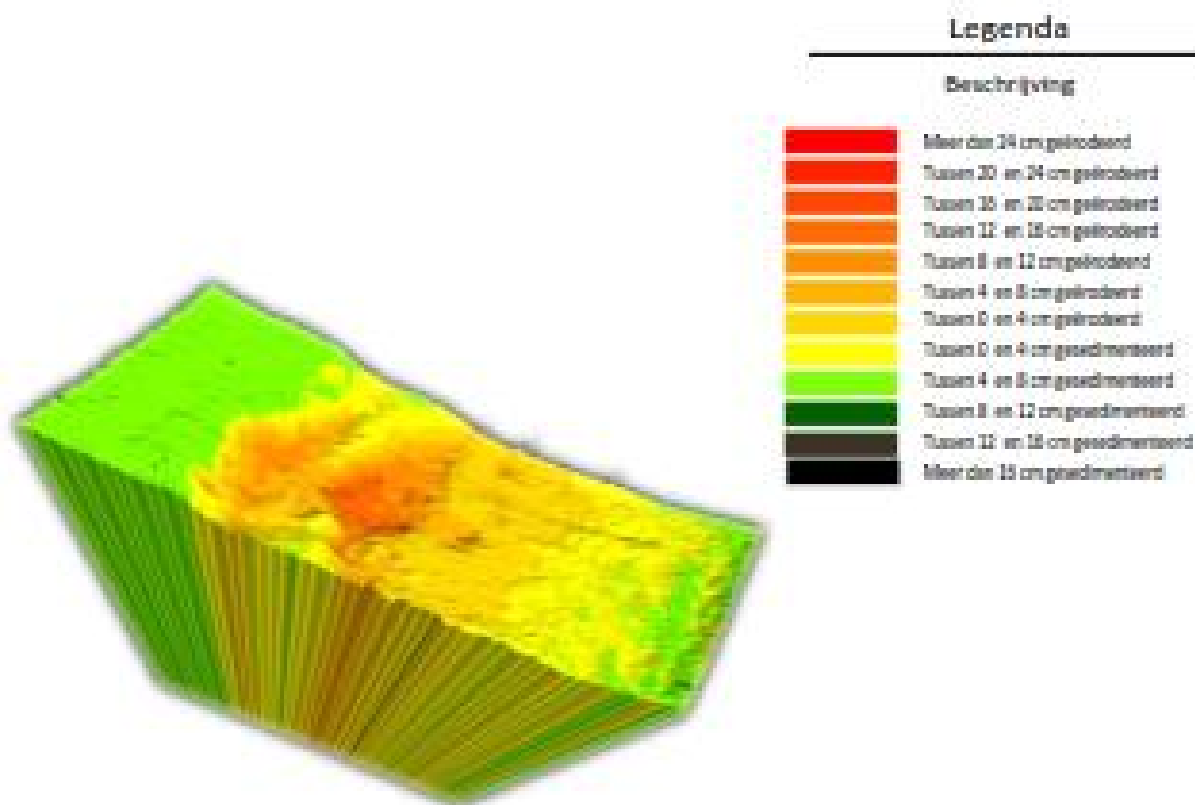 Legenda
Beschrijving
Meer dan 24 cm geërodeerd
Tussen 20 en 24 cm geërodeerd
Tussen 16 en 20 cm geërodeerd
Tussen 12 en 16 cm geërodeerd
Tussen 8 en 12 cm geërodeerd
Tussen 4 en 8 cm geërodeerd
Tussen 0 en 4 cm geërodeerd
Tussen 0 en 4 cm gesedimenteerd
Tussen 4 en 8 cm gesedimenteerd
Tussen 8 en 12 cm gesedimenteerd
Tussen 12 en 16 cm gesedimenteerd
Meer dan cm gesedimenteerd